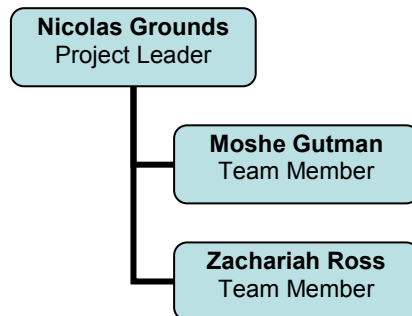 Nicolas Grounds
Project Leader
Moshe Gutman
Team Member
Zachariah Ross
Team Member